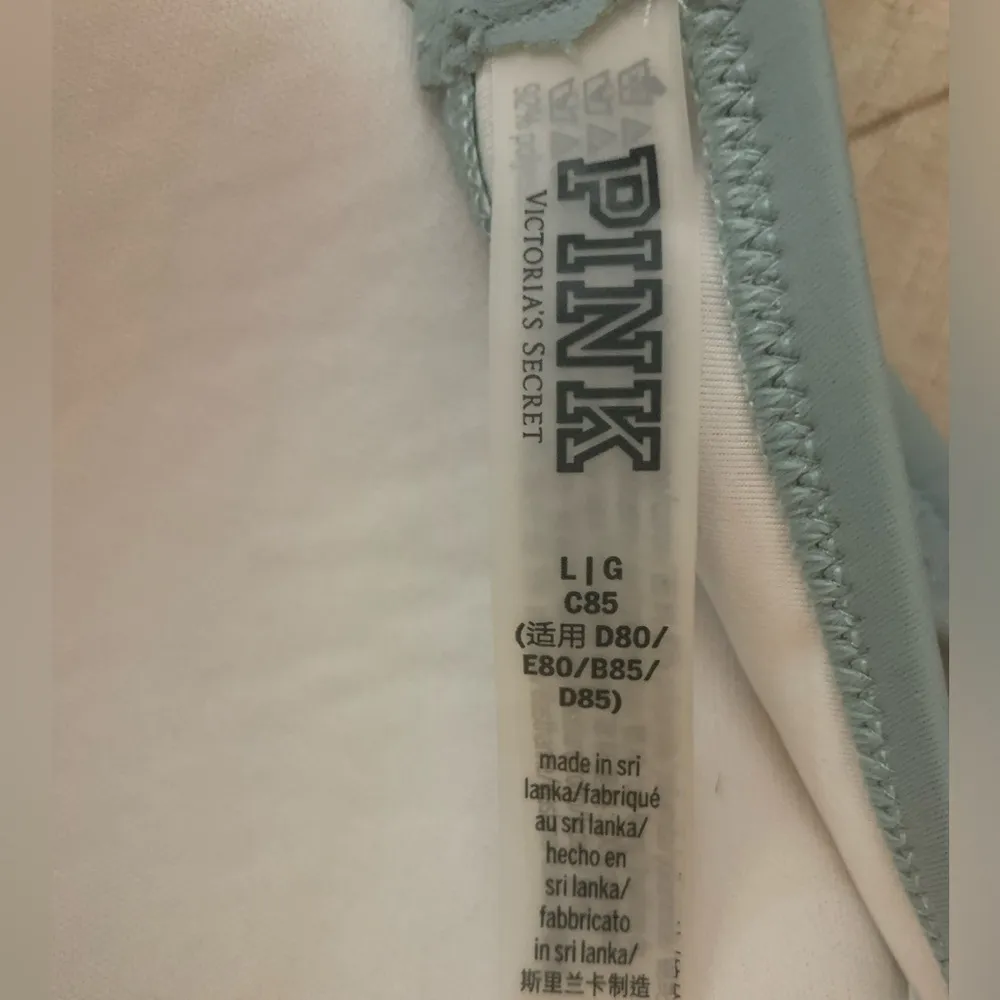 PINK
VICTORIA'S SECRET
L | G
C85
(适用 D80/
E80/B85/
D85)
made in sri
lanka/fabriqué
au sri lanka/
hecho en
sri lanka/
fabbricato
in sri lanka/
斯里兰卡制造